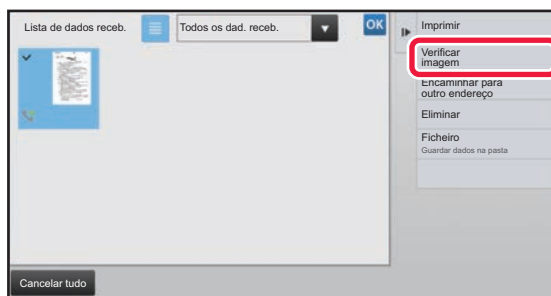 Lista de dados receb.
Todos os dad. receb.
OK
Imprimir
Verificar
imagem
Encaminhar para
outro endereço
Eliminar
Ficheiro
Guardar dados na pasta
Cancelar tudo